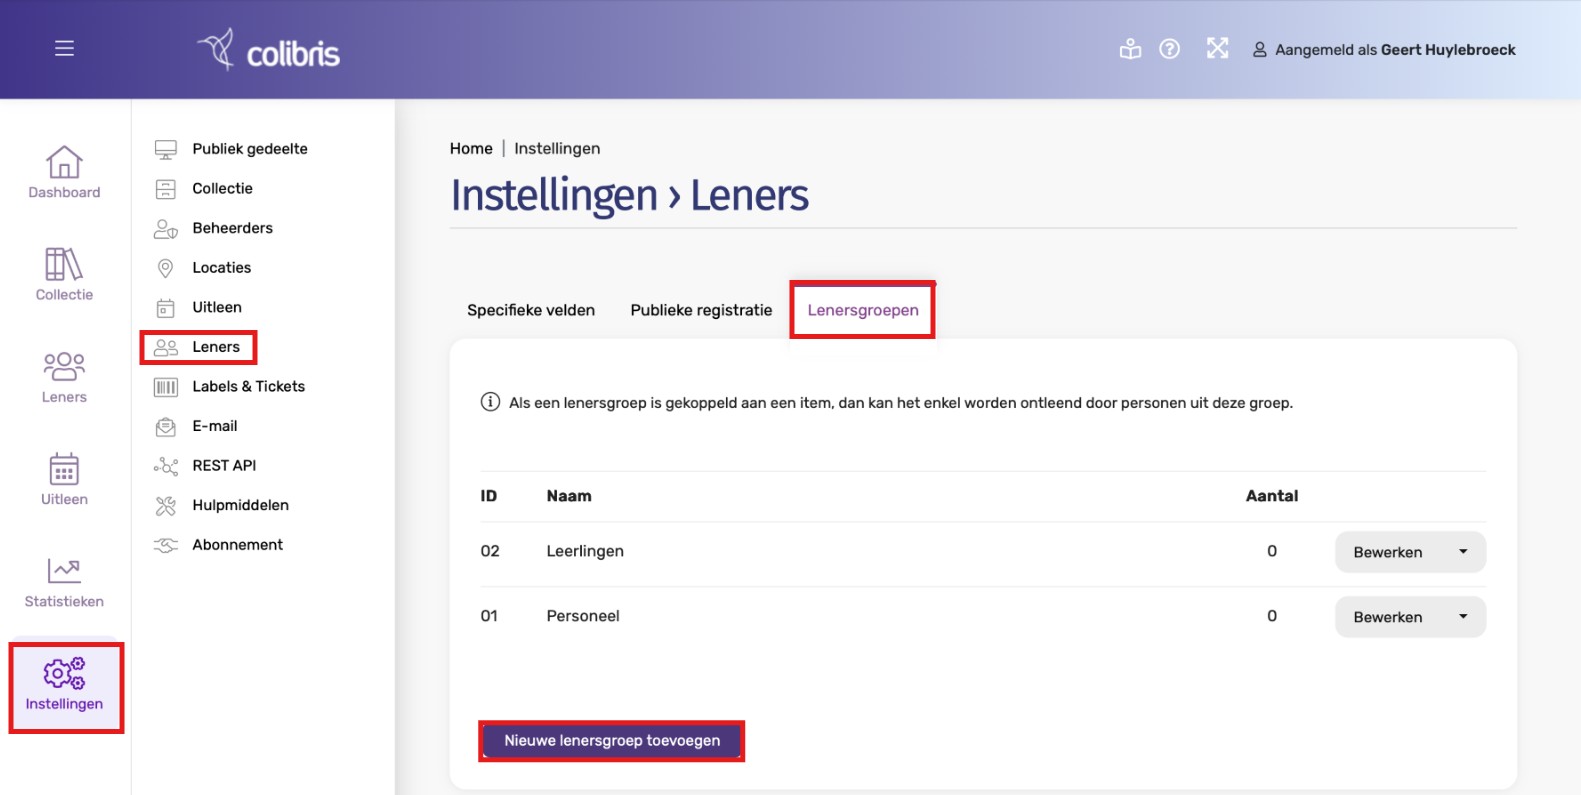 colibris
Aangemeld als Geert Huylebroeck
Dashboard
Collectie
Leners
Uitleen
Statistieken
Instellingen
Publiek gedeelte
Collectie
Beheerders
Locaties
Uitleen
Leners
Labels & Tickets
E-mail
REST API
Hulpmiddelen
Abonnement
Home | Instellingen
Instellingen › Leners
Specifieke velden Publieke registratie Lenersgroepen
Als een lenersgroep is gekoppeld aan een item, dan kan het enkel worden ontleend door personen uit deze groep.
ID Naam Aantal
02 Leerlingen 0 Bewerken
01 Personeel 0 Bewerken
Nieuwe lenersgroep toevoegen